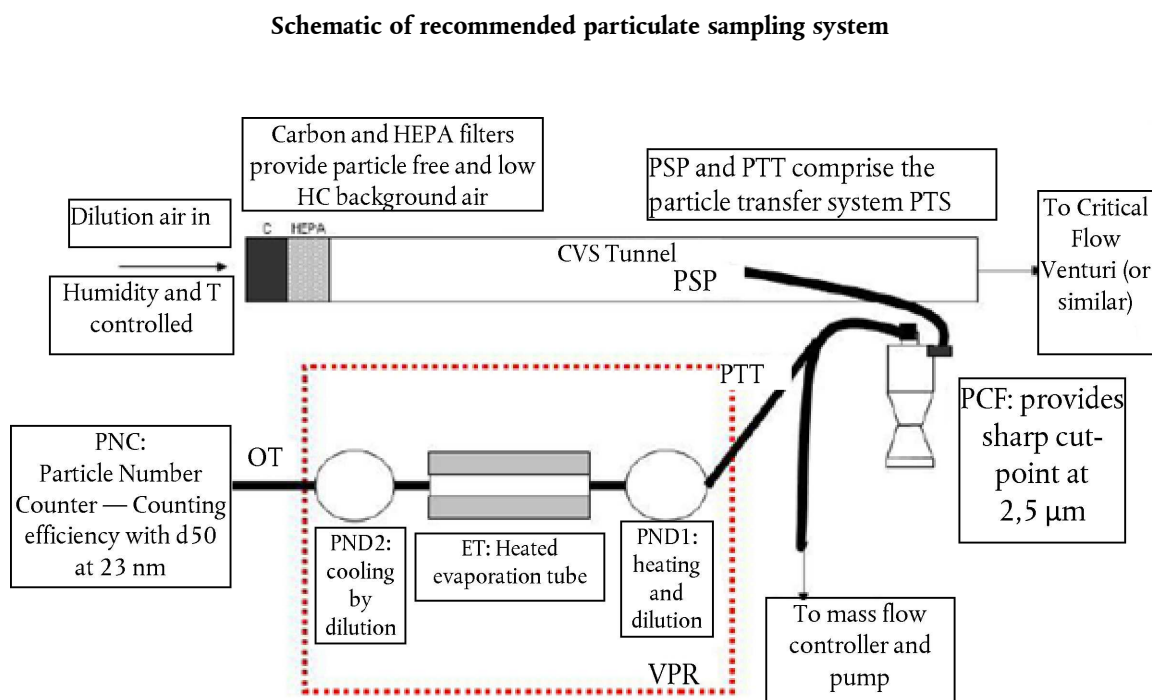 Schematic of recommended particulate sampling system
Carbon and HEPA filters
provide particle free and low
HC background air
PSP and PTT comprise the
particle transfer system PTS
Dilution air in
C HEPA
CVS Tunnel
PSP
To Critical
Flow
Venturi (or
similar)
Humidity and T
controlled
PTT
PCF: provides
sharp cut-
point at
2,5 µm
PNC:
Particle Number
Counter — Counting
efficiency with d50
at 23 nm
OT
PND2:
cooling
by
dilution
ET: Heated
evaporation tube
PND1:
heating
and
dilution
VPR
To mass flow
controller and
pump